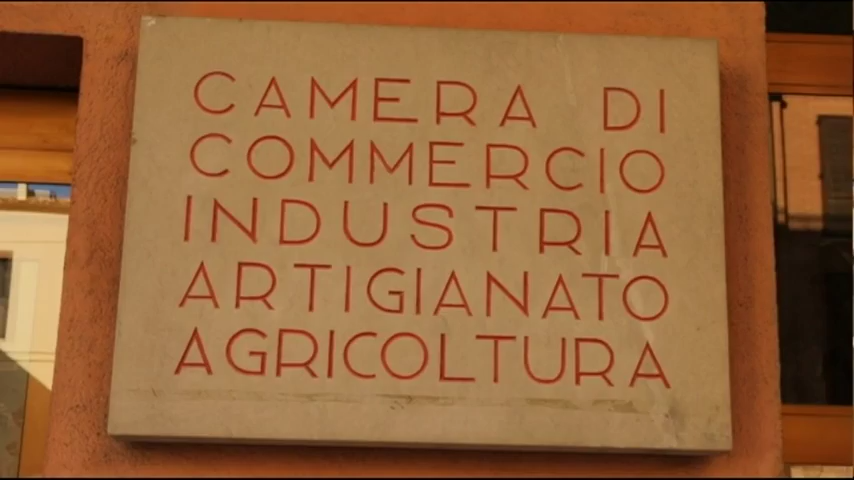 CAMERA DI
COMMERCIO
INDUSTRIA
ARTIGIANATO
AGRICOLTURA